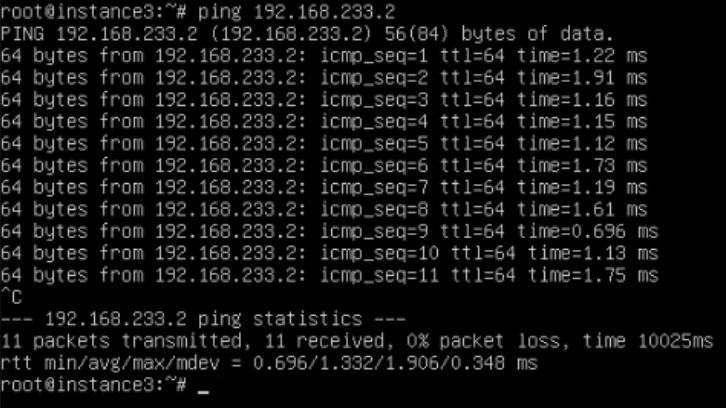 root@instance3:~# ping 192.168.233.2
PING 192.168.233.2 (192.168.233.2) 56(84) bytes of data.
64 bytes from 192.168.233.2: icmp_seq=1 ttl=64 time=1.22 ms
64 bytes from 192.168.233.2: icmp_seq=2 ttl=64 time=1.91 ms
64 bytes from 192.168.233.2: icmp_seq=3 ttl=64 time=1.16 ms
64 bytes from 192.168.233.2: icmp_seq=4 ttl=64 time=1.15 ms
64 bytes from 192.168.233.2: icmp_seq=5 ttl=64 time=1.12 ms
64 bytes from 192.168.233.2: icmp_seq=6 ttl=64 time=1.73 ms
64 bytes from 192.168.233.2: icmp_seq=7 ttl=64 time=1.19 ms
64 bytes from 192.168.233.2: icmp_seq=8 ttl=64 time=1.61 ms
64 bytes from 192.168.233.2: icmp_seq=9 ttl=64 time=0.696 ms
64 bytes from 192.168.233.2: icmp_seq=10 ttl=64 time=1.13 ms
64 bytes from 192.168.233.2: icmp_seq=11 ttl=64 time=1.75 ms
^C
--- 192.168.233.2 ping statistics ---
11 packets transmitted, 11 received, 0% packet loss, time 10025ms
rtt min/avg/max/mdev = 0.696/1.332/1.906/0.348 ms
root@instance3:~# _